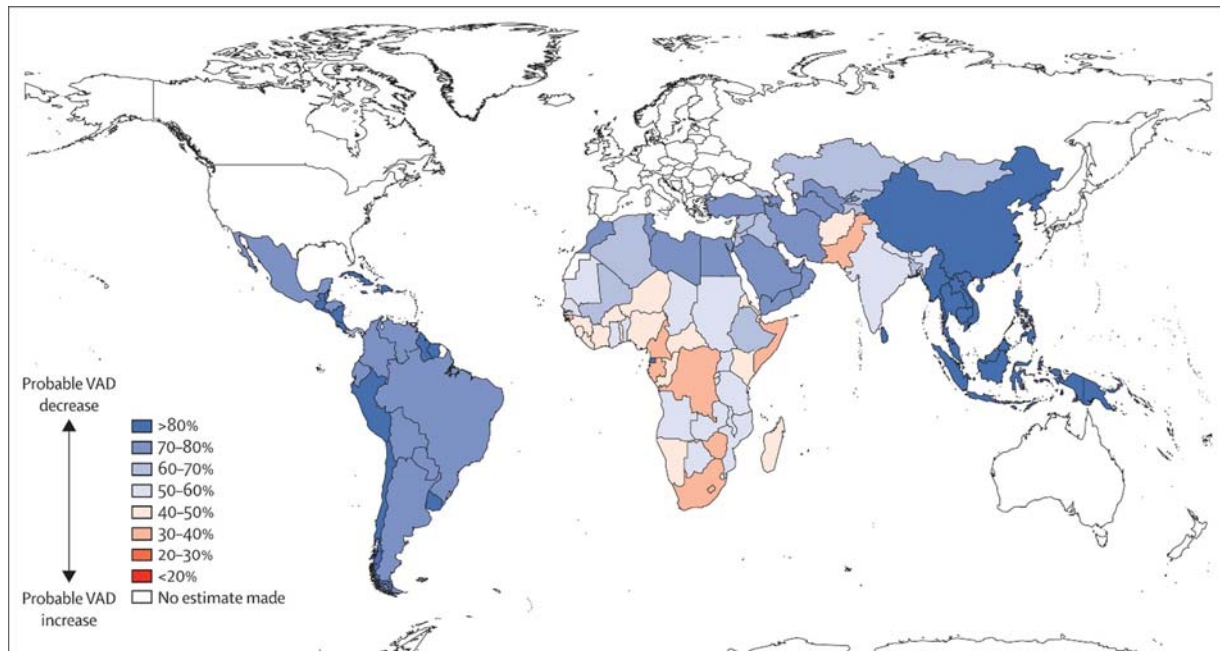 Probable VAD
decrease
>80%
70–80%
60–70%
50–60%
40–50%
30–40%
20–30%
<20%
No estimate made
Probable VAD
increase